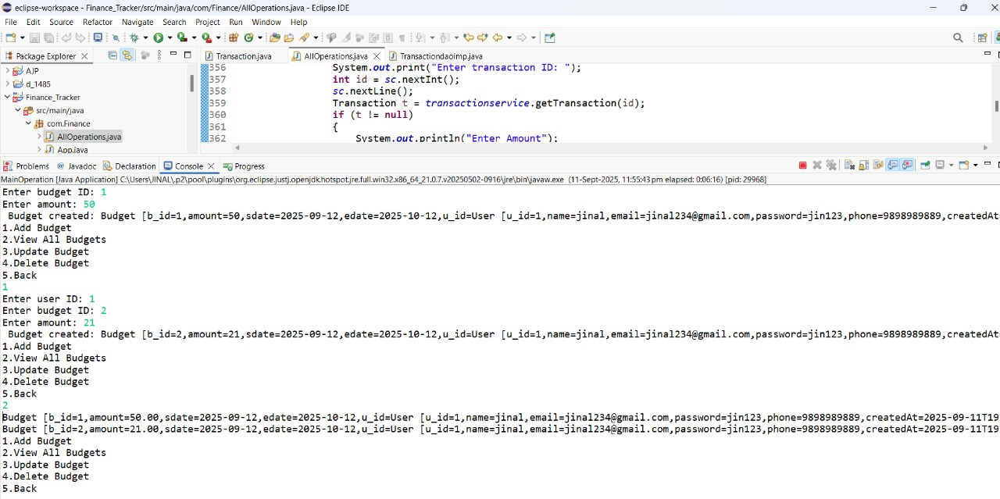 eclipse-workspace - Finance_Tracker/src/main/java/com/Finance/AllOperations.java - Eclipse IDE
File Edit Source Refactor Navigate Search Project Run Window Help
Package Explorer
Transaction.java AllOperations.java Transactiondaoimp.java
AJP
d_1485
Finance_Tracker
src/main/java
com.Finance
AllOperations.java
App.java
356 System.out.print("Enter transaction ID: ");
357 int id = sc.nextInt();
358 sc.nextLine();
359 Transaction t = transactionservice.getTransaction(id);
360 if (t != null)
361 {
362 System.out.println("Enter Amount");
Problems @ Javadoc Declaration Console Progress
MainOperation [Java Application] C:\Users\JINAL\.p2\pool\plugins\org.eclipse.justj.openjdk.hotspot.jre.full.win32.x86_64_21.0.7.v20250502-0916\jre\bin\javaw.exe (11-Sept-2025, 11:55:43 pm elapsed: 0:06:16) [pid: 29968]
Enter budget ID: 1
Enter amount: 50
Budget created: Budget [b_id=1,amount=50,sdate=2025-09-12,edate=2025-10-12,u_id=User [u_id=1,name=jinal,email=jinal234@gmail.com,password=jin123,phone=9898989889,createdAt=
1.Add Budget
2.View All Budgets
3.Update Budget
4.Delete Budget
5.Back
1
Enter user ID: 1
Enter budget ID: 2
Enter amount: 21
Budget created: Budget [b_id=2,amount=21,sdate=2025-09-12,edate=2025-10-12,u_id=User [u_id=1,name=jinal,email=jinal234@gmail.com,password=jin123,phone=9898989889,createdAt=
1.Add Budget
2.View All Budgets
3.Update Budget
4.Delete Budget
5.Back
2
Budget [b_id=1,amount=50.00,sdate=2025-09-12,edate=2025-10-12,u_id=User [u_id=1,name=jinal,email=jinal234@gmail.com,password=jin123,phone=9898989889,createdAt=2025-09-11T19
Budget [b_id=2,amount=21.00,sdate=2025-09-12,edate=2025-10-12,u_id=User [u_id=1,name=jinal,email=jinal234@gmail.com,password=jin123,phone=9898989889,createdAt=2025-09-11T19
1.Add Budget
2.View All Budgets
3.Update Budget
4.Delete Budget
5.Back